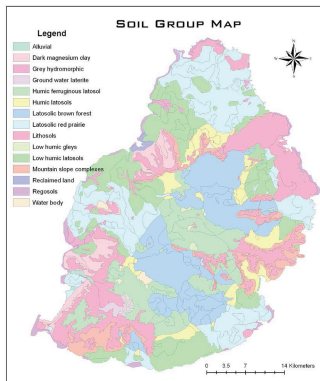 SOIL GROUP MAP
Legend
Alluvial
Dark magnesium clay
Grey hydromorphic
Ground water laterite
Humic ferruginous latosol
Humic latosols
Latosolic brown forest
Latosolic red prairie
Lithosols
Low humic gleys
Low humic latosols
Mountain slope complexes
Reclaimed land
Regosols
Water body
0 3.5 7 14 Kilometers